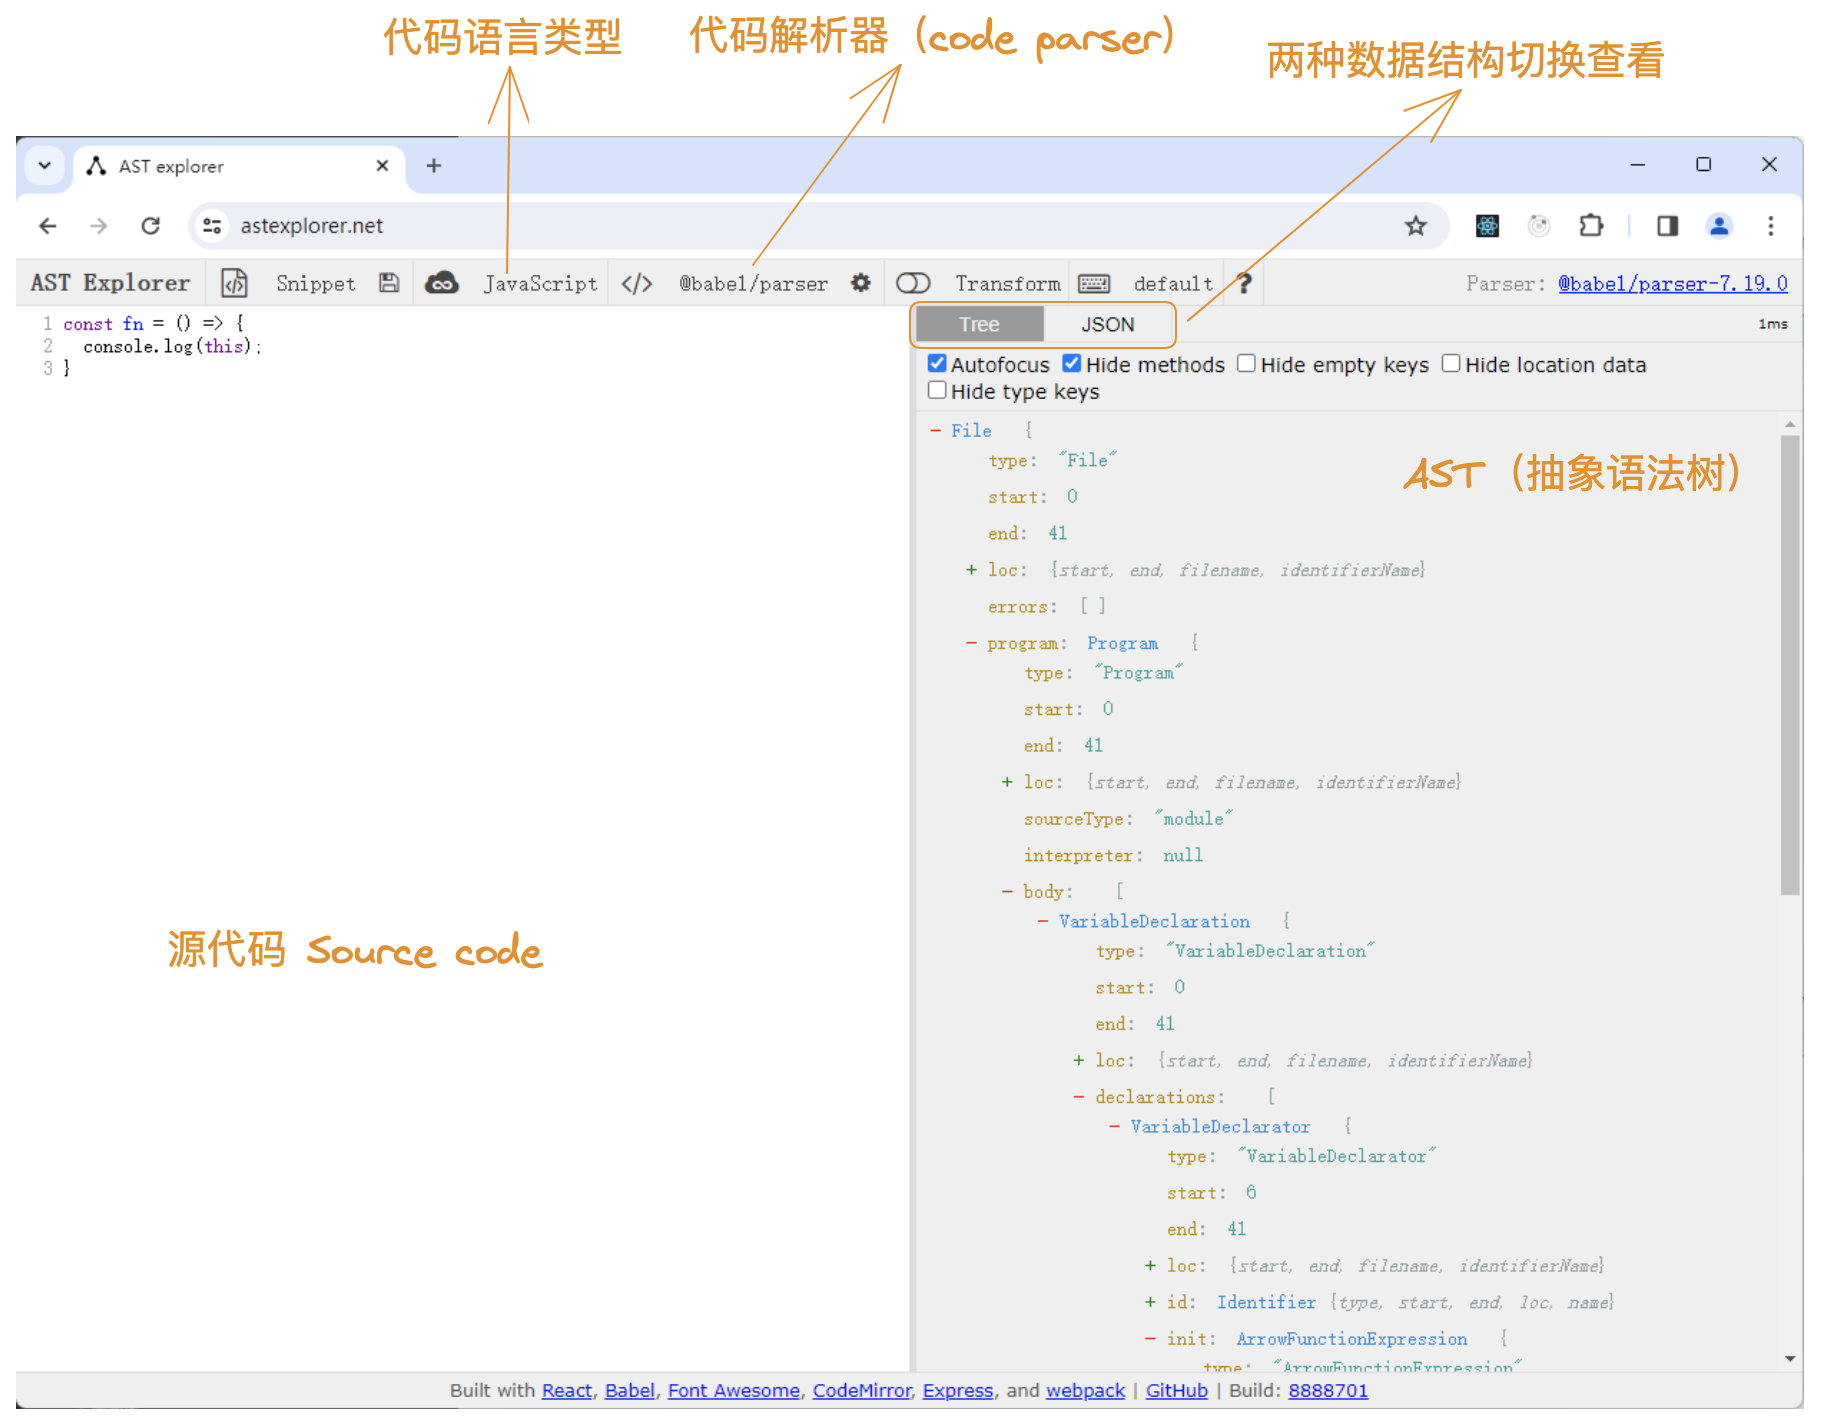 代码语言类型
代码解析器（code parser）
两种数据结构切换查看
AST explorer
astexplorer.net
AST Explorer Snippet JavaScript </> @babel/parser Transform default ? Parser: @babel/parser-7.19.0
Tree JSON 1ms
1 const fn = () => {
2 console.log(this);
3 }
Autofocus Hide methods Hide empty keys Hide location data
Hide type keys
- File {
type: "File"
AST（抽象语法树）
start: 0
end: 41
+ loc: {start, end, filename, identifierName}
errors: [ ]
- program: Program {
type: "Program"
start: 0
end: 41
+ loc: {start, end, filename, identifierName}
sourceType: "module"
interpreter: null
- body: [
- VariableDeclaration {
源代码 Source code
type: "VariableDeclaration"
start: 0
end: 41
+ loc: {start, end, filename, identifierName}
- declarations: [
- VariableDeclarator {
type: "VariableDeclarator"
start: 6
end: 41
+ loc: {start, end, filename, identifierName}
+ id: Identifier {type, start, end, loc, name}
- init: ArrowFunctionExpression {
type: "ArrowFunctionExpression"
Built with React, Babel, Font Awesome, CodeMirror, Express, and webpack | GitHub | Build: 8888701